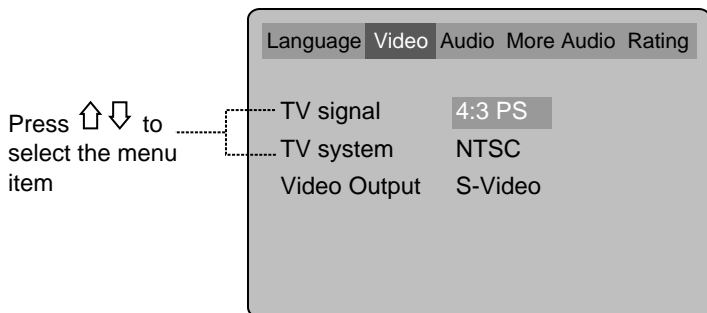 Language Video Audio More Audio Rating
TV signal 4:3 PS
TV system NTSC
Video Output S-Video
Press ⇧ ⇩ to
select the menu
item